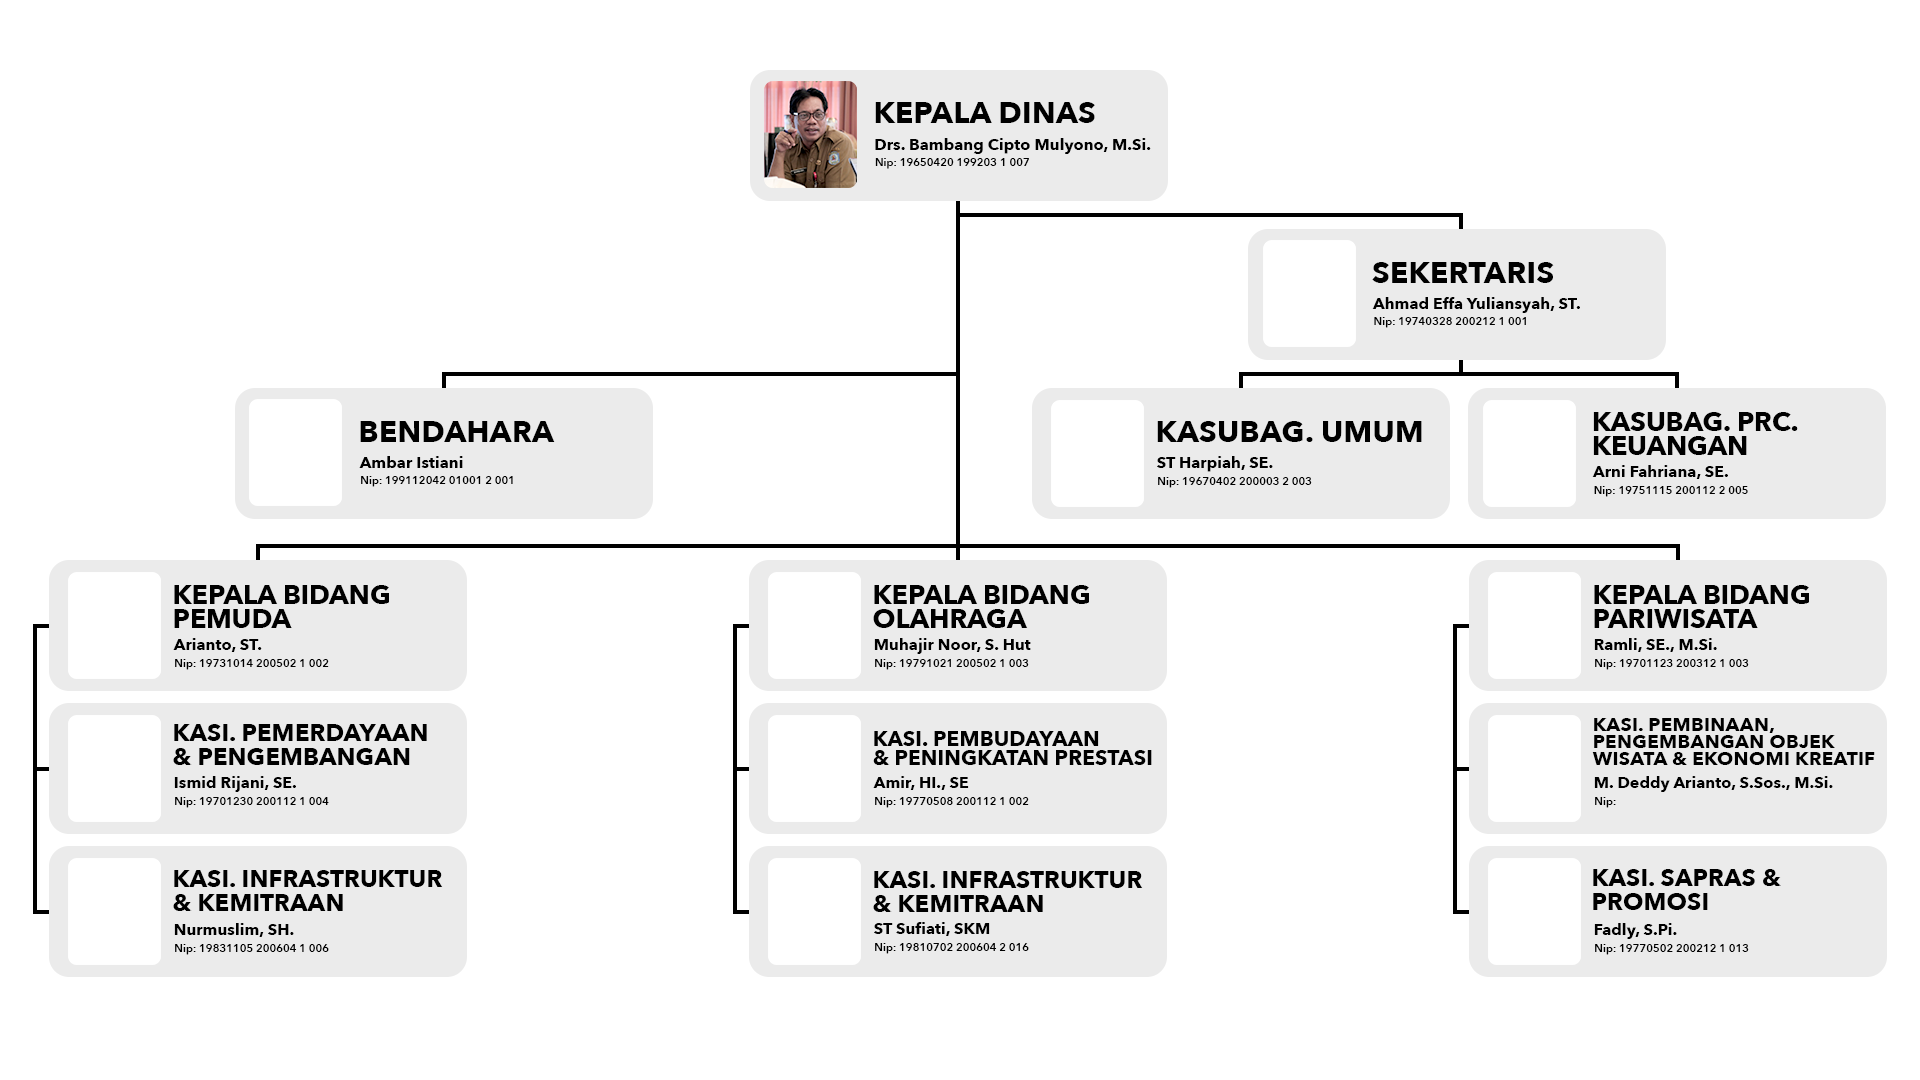 KEPALA DINAS
Drs. Bambang Cipto Mulyono, M.Si.
Nip: 19650420 199203 1 007
SEKERTARIS
Ahmad Effa Yuliansyah, ST.
Nip: 19740328 200212 1 001
BENDAHARA
Ambar Istiani
Nip: 199112042 01001 2 001
KASUBAG. UMUM
ST Harpiah, SE.
Nip: 19670402 200003 2 003
KASUBAG. PRC.
KEUANGAN
Arni Fahriana, SE.
Nip: 19751115 200112 2 005
KEPALA BIDANG
PEMUDA
Arianto, ST.
Nip: 19731014 200502 1 002
KEPALA BIDANG
OLAHRAGA
Muhajir Noor, S. Hut
Nip: 19791021 200502 1 003
KEPALA BIDANG
PARIWISATA
Ramli, SE., M.Si.
Nip: 19701123 200312 1 003
KASI. PEMERDAYAAN
& PENGEMBANGAN
Ismid Rijani, SE.
Nip: 19701230 200112 1 004
KASI. PEMBUDAYAAN
& PENINGKATAN PRESTASI
Amir, HI., SE
Nip: 19770508 200112 1 002
KASI. PEMBINAAN,
PENGEMBANGAN OBJEK
WISATA & EKONOMI KREATIF
M. Deddy Arianto, S.Sos., M.Si.
Nip:
KASI. INFRASTRUKTUR
& KEMITRAAN
Nurmuslim, SH.
Nip: 19831105 200604 1 006
KASI. INFRASTRUKTUR
& KEMITRAAN
ST Sufiati, SKM
Nip: 19810702 200604 2 016
KASI. SAPRAS &
PROMOSI
Fadly, S.Pi.
Nip: 19770502 200212 1 013